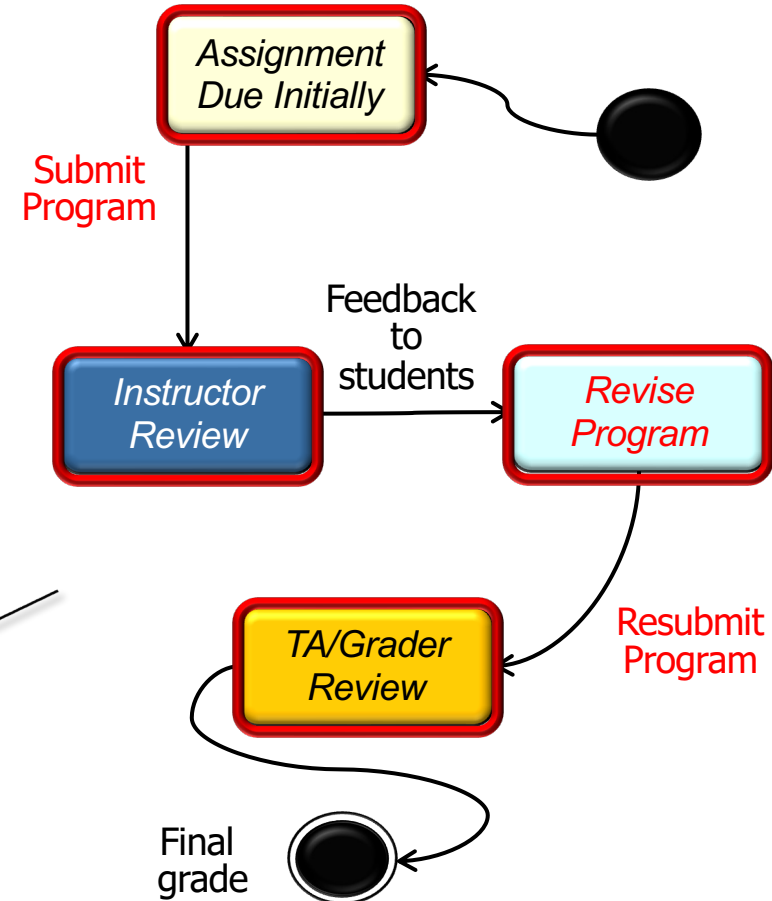 Assignment
Due Initially
Submit
Program
Feedback
to
students
Instructor
Review
Revise
Program
Resubmit
Program
TA/Grader
Review
Final
grade